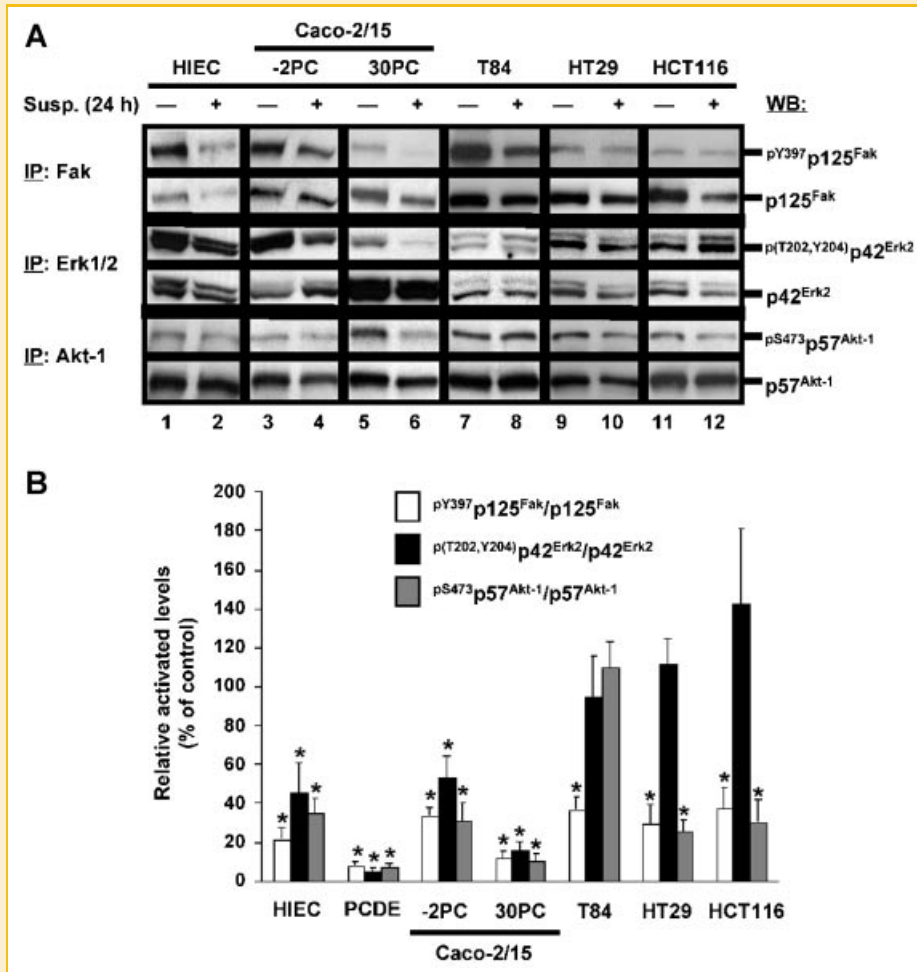 A
Caco-2/15
HIEC -2PC 30PC T84 HT29 HCT116
Susp. (24 h) — + — + — + — + — + — + WB:
IP: Fak
pY397p125Fak
p125Fak
IP: Erk1/2
p(T202,Y204)p42Erk2
p42Erk2
IP: Akt-1
pS473p57Akt-1
p57Akt-1
1 2 3 4 5 6 7 8 9 10 11 12
B
Relative activated levels
(% of control)
200
180
160
140
120
100
80
60
40
20
0
pY397p125Fak/p125Fak
p(T202,Y204)p42Erk2/p42Erk2
pS473p57Akt-1/p57Akt-1
* * * * * * * * * * * * * * * * *
HIEC PCDE -2PC 30PC T84 HT29 HCT116
Caco-2/15